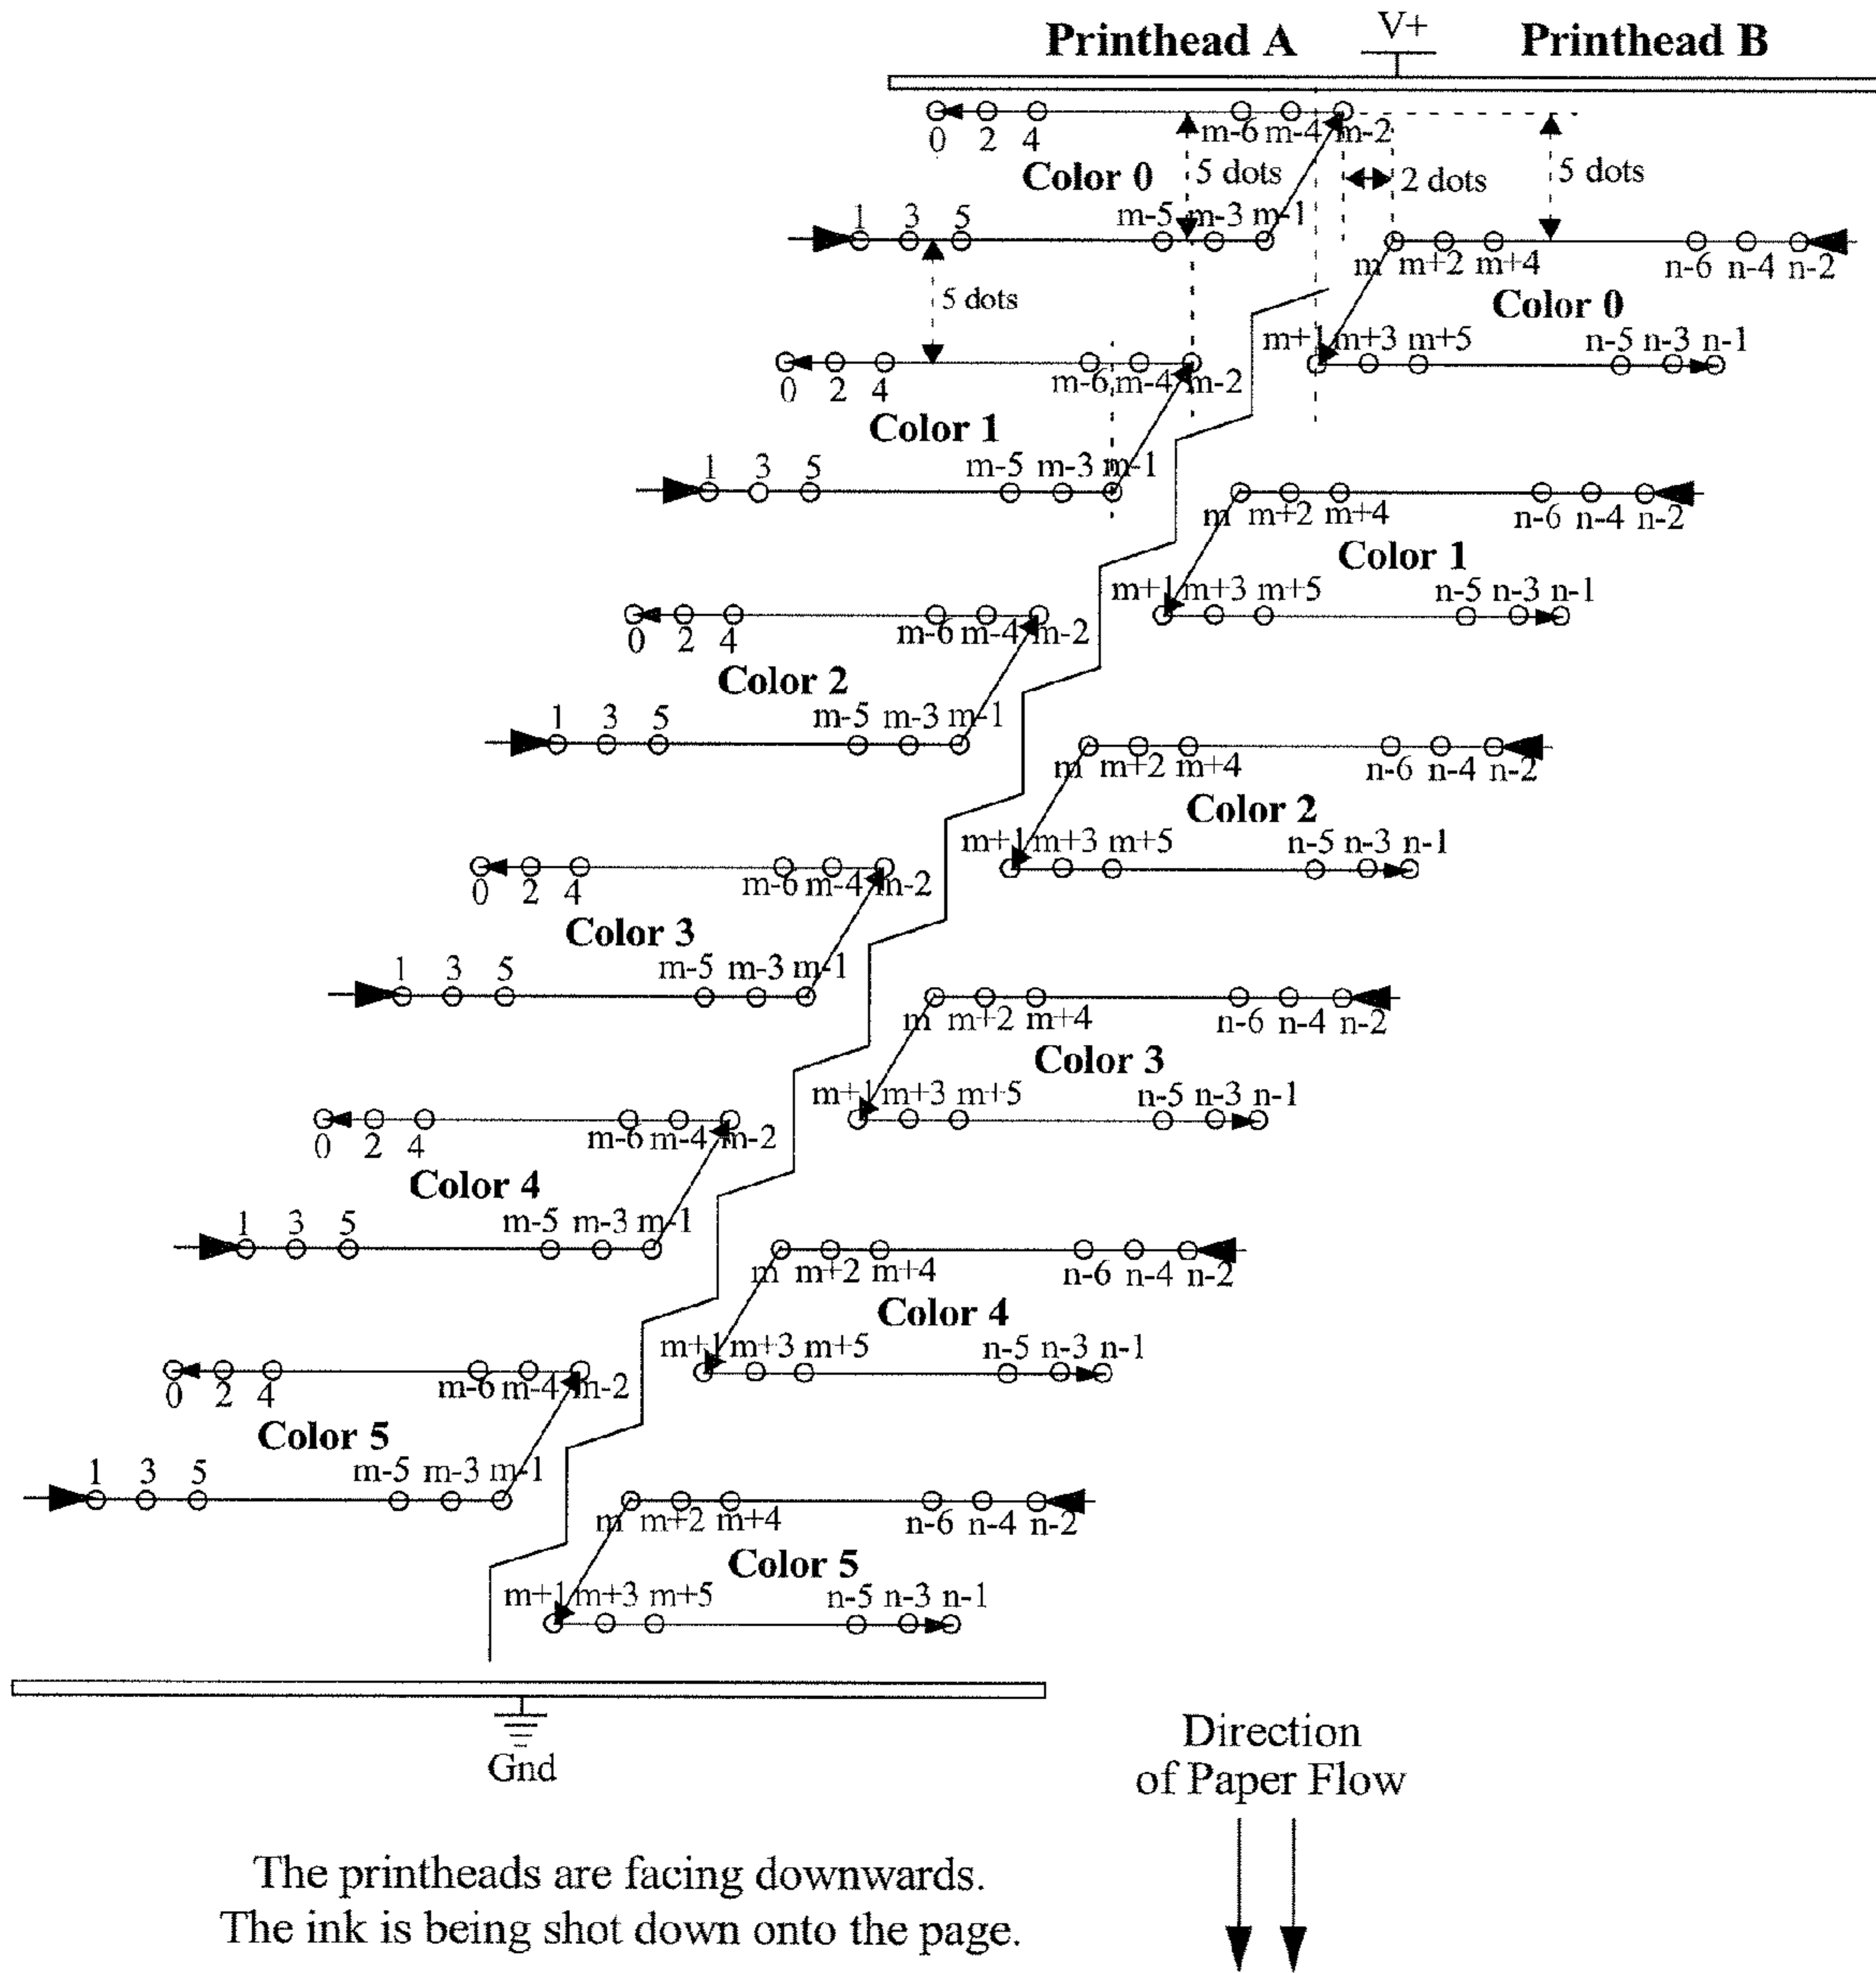 Printhead A V+ Printhead B
0 2 4 m-6 m-4 m-2
Color 0 5 dots 2 dots 5 dots
1 3 5 m-5 m-3 m-1
m m+2 m+4 n-6 n-4 n-2
5 dots Color 0
m+1 m+3 m+5 n-5 n-3 n-1
0 2 4 m-6 m-4 m-2
Color 1
1 3 5 m-5 m-3 m-1
m m+2 m+4 n-6 n-4 n-2
Color 1
m+1 m+3 m+5 n-5 n-3 n-1
0 2 4 m-6 m-4 m-2
Color 2
1 3 5 m-5 m-3 m-1
m m+2 m+4 n-6 n-4 n-2
Color 2
m+1 m+3 m+5 n-5 n-3 n-1
0 2 4 m-6 m-4 m-2
Color 3
1 3 5 m-5 m-3 m-1
m m+2 m+4 n-6 n-4 n-2
Color 3
m+1 m+3 m+5 n-5 n-3 n-1
0 2 4 m-6 m-4 m-2
Color 4
1 3 5 m-5 m-3 m-1
m m+2 m+4 n-6 n-4 n-2
Color 4
m+1 m+3 m+5 n-5 n-3 n-1
0 2 4 m-6 m-4 m-2
Color 5
1 3 5 m-5 m-3 m-1
m m+2 m+4 n-6 n-4 n-2
Color 5
m+1 m+3 m+5 n-5 n-3 n-1
Gnd
Direction
of Paper Flow
The printheads are facing downwards.
The ink is being shot down onto the page.